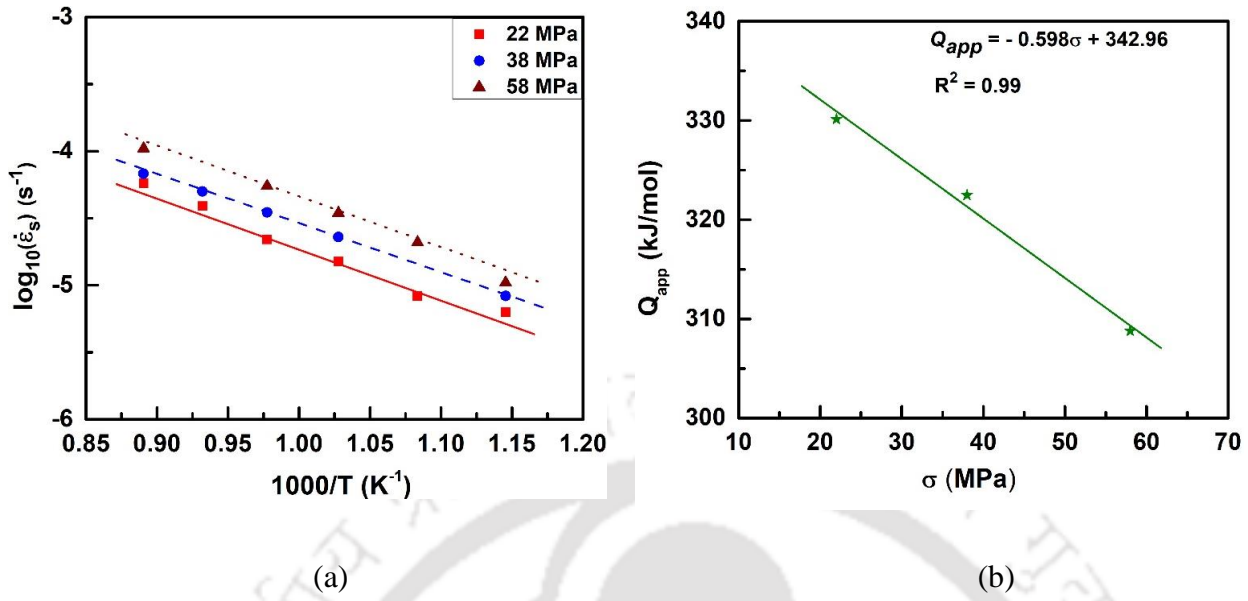 -3
-4
-5
-6
log₁₀(ε̇ₛ) (s⁻¹)
22 MPa
38 MPa
58 MPa
0.85 0.90 0.95 1.00 1.05 1.10 1.15 1.20
1000/T (K⁻¹)
(a)
340
330
320
310
300
Q_app (kJ/mol)
Q_app = - 0.598σ + 342.96
R² = 0.99
10 20 30 40 50 60 70
σ (MPa)
(b)